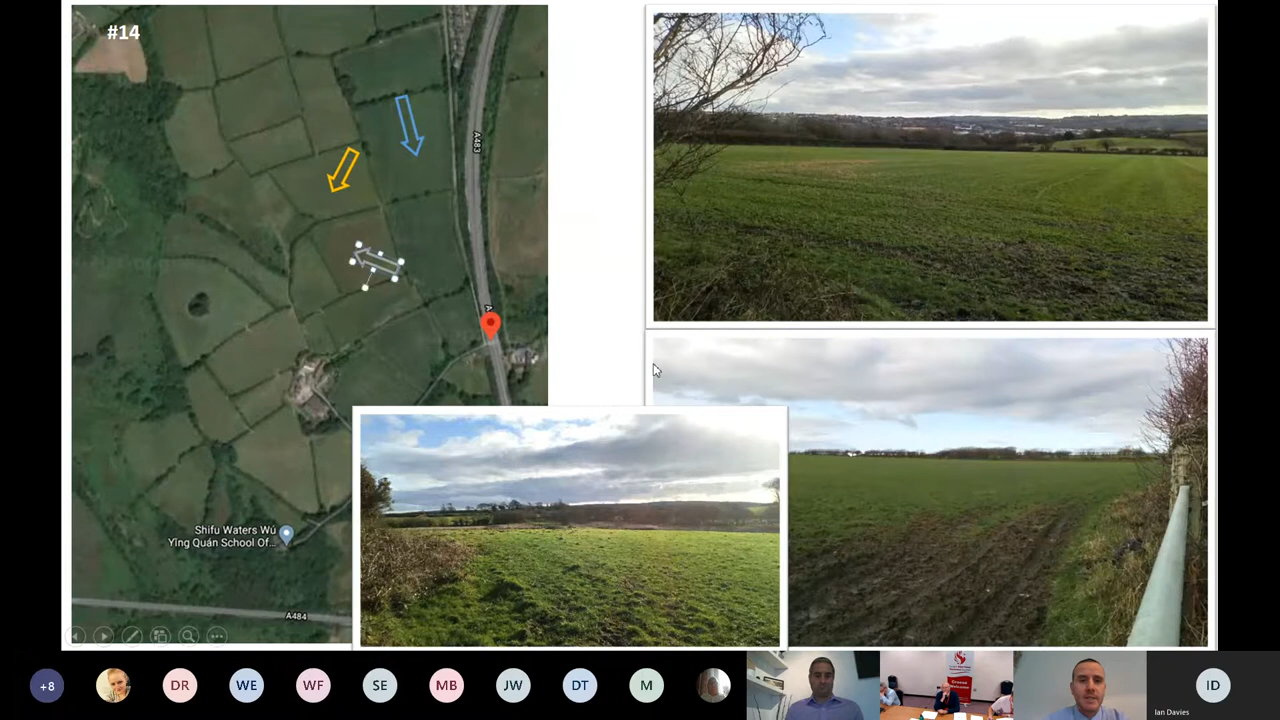 #14
A483
A
Shifu Waters Wú
Yīng Quán School Of...
A484
+8
DR
WE
WF
SE
MB
JW
DT
M
ID
Ian Davies